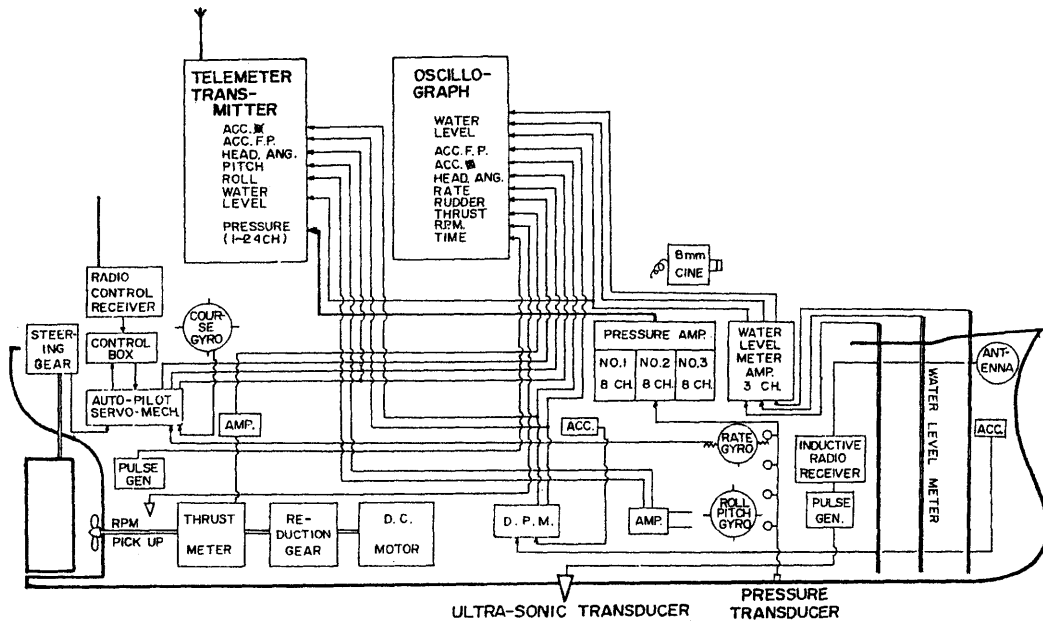 TELEMETER
TRANS-
MITTER
ACC.
ACC. F.P.
HEAD. ANG.
PITCH
ROLL
WATER
LEVEL
PRESSURE
(1~24CH)
OSCILLO-
GRAPH
WATER
LEVEL
ACC. F. P.
ACC.
HEAD. ANG.
RATE
RUDDER
THRUST
R.P.M.
TIME
8mm
CINE
RADIO
CONTROL
RECEIVER
COUR-
SE
GYRO
STEER-
ING
GEAR
CONTROL
BOX
AUTO-PILOT
SERVO-MECH.
AMP.
PULSE
GEN
PRESSURE AMP.
NO.1
8 CH.
NO.2
8 CH.
NO.3
8 CH.
WATER
LEVEL
METER
AMP.
3 CH.
ANT-
ENNA
WATER LEVEL METER
ACC.
RATE
GYRO
ACC.
INDUCTIVE
RADIO
RECEIVER
PULSE
GEN.
RPM
PICK UP
THRUST
METER
RE-
DUCTION
GEAR
D. C.
MOTOR
D. P. M.
AMP.
ROLL
PITCH
GYRO
ULTRA-SONIC TRANSDUCER
PRESSURE
TRANSDUCER